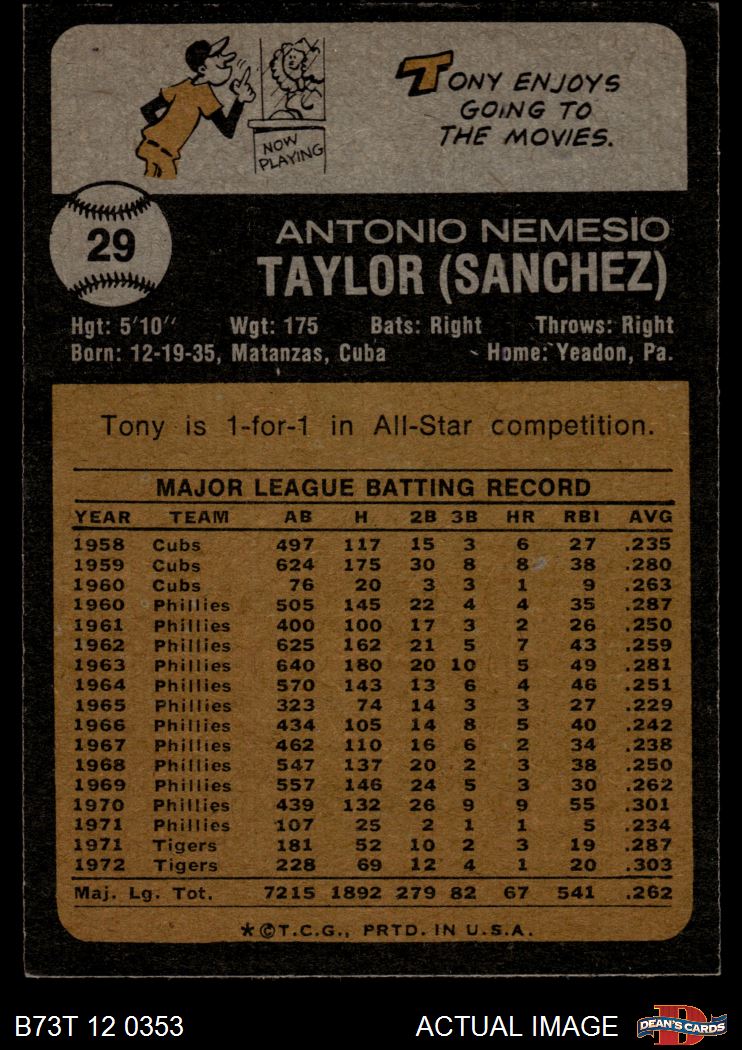 TONY ENJOYS
GOING TO
THE MOVIES.
NOW
PLAYING
29
ANTONIO NEMESIO
TAYLOR (SANCHEZ)
Hgt: 5'10" Wgt: 175 Bats: Right Throws: Right
Born: 12-19-35, Matanzas, Cuba Home: Yeadon, Pa.
Tony is 1-for-1 in All-Star competition.
MAJOR LEAGUE BATTING RECORD
YEAR TEAM AB H 2B 3B HR RBI AVG
1958 Cubs 497 117 15 3 6 27 .235
1959 Cubs 624 175 30 8 8 38 .280
1960 Cubs 76 20 3 3 1 9 .263
1960 Phillies 505 145 22 4 4 35 .287
1961 Phillies 400 100 17 3 2 26 .250
1962 Phillies 625 162 21 5 7 43 .259
1963 Phillies 640 180 20 10 5 49 .281
1964 Phillies 570 143 13 6 4 46 .251
1965 Phillies 323 74 14 3 3 27 .229
1966 Phillies 434 105 14 8 5 40 .242
1967 Phillies 462 110 16 6 2 34 .238
1968 Phillies 547 137 20 2 3 38 .250
1969 Phillies 557 146 24 5 3 30 .262
1970 Phillies 439 132 26 9 9 55 .301
1971 Phillies 107 25 2 1 1 5 .234
1971 Tigers 181 52 10 2 3 19 .287
1972 Tigers 228 69 12 4 1 20 .303
Maj. Lg. Tot. 7215 1892 279 82 67 541 .262
*©T.C.G., PRTD. IN U.S.A.
B73T 12 0353 ACTUAL IMAGE DEAN'S CARDS